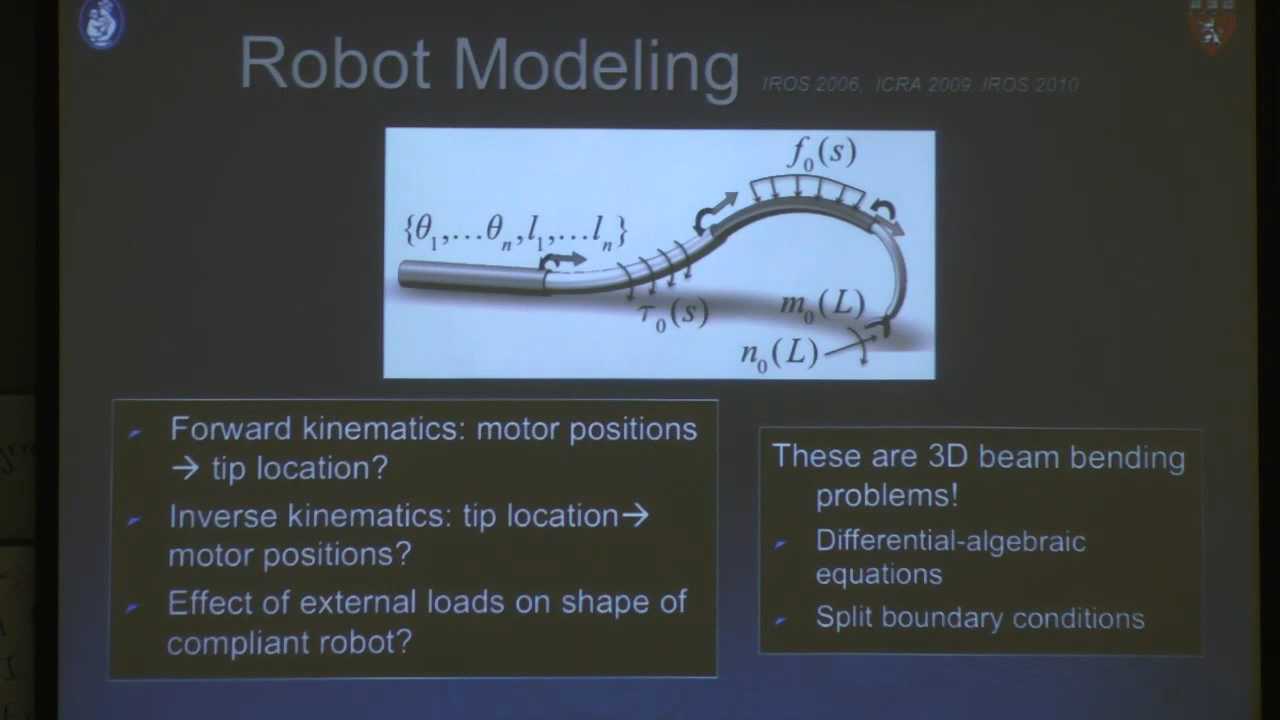 Robot Modeling
IROS 2006, ICRA 2009, IROS 2010
f₀(s)
{θ₁,…θₙ,l₁,…lₙ}
τ₀(s)
m₀(L)
n₀(L)
Forward kinematics: motor positions
→ tip location?
Inverse kinematics: tip location→
motor positions?
Effect of external loads on shape of
compliant robot?
These are 3D beam bending
problems!
Differential-algebraic
equations
Split boundary conditions